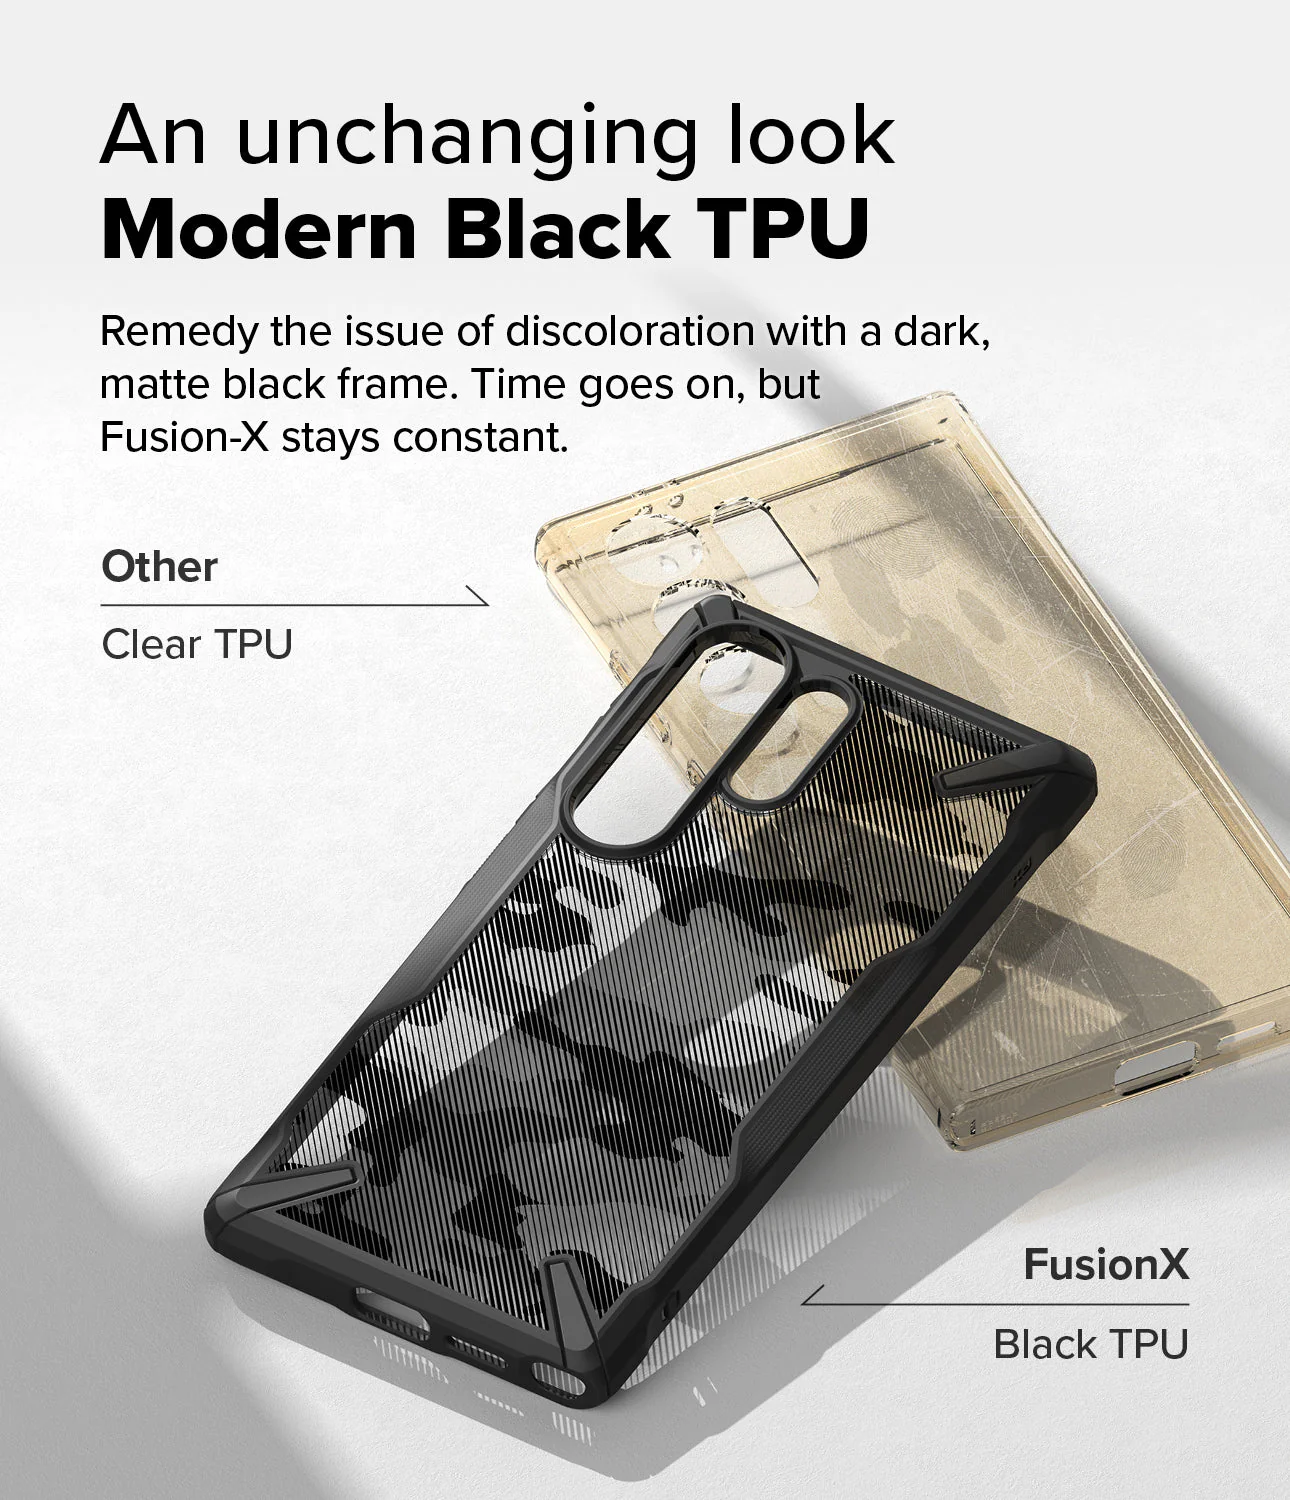 An unchanging look
Modern Black TPU
Remedy the issue of discoloration with a dark,
matte black frame. Time goes on, but
Fusion-X stays constant.
Other
Clear TPU
FusionX
Black TPU